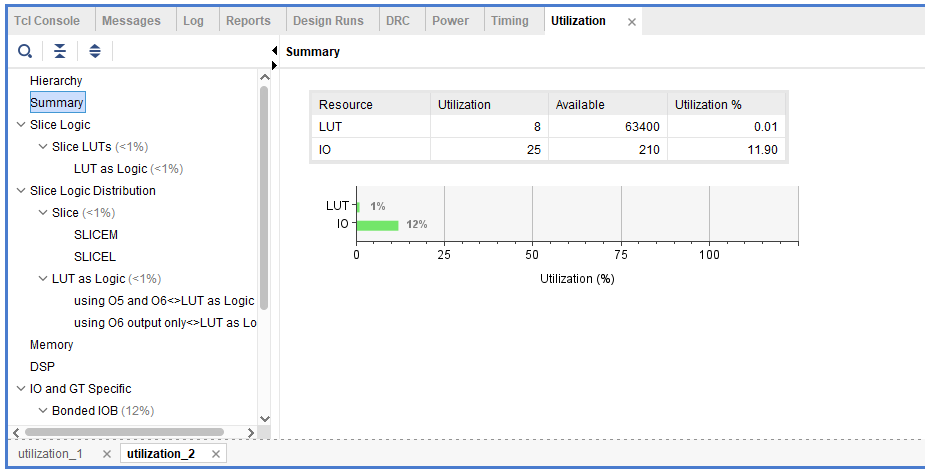 Tcl Console Messages Log Reports Design Runs DRC Power Timing Utilization
Summary
Hierarchy
Summary
Slice Logic
Slice LUTs (<1%)
LUT as Logic (<1%)
Slice Logic Distribution
Slice (<1%)
SLICEM
SLICEL
LUT as Logic (<1%)
using O5 and O6<>LUT as Logic
using O6 output only<>LUT as Lo
Memory
DSP
IO and GT Specific
Bonded IOB (12%)
Resource Utilization Available Utilization %
LUT 8 63400 0.01
IO 25 210 11.90
LUT 1%
IO 12%
0 25 50 75 100
Utilization (%)
utilization_1 utilization_2